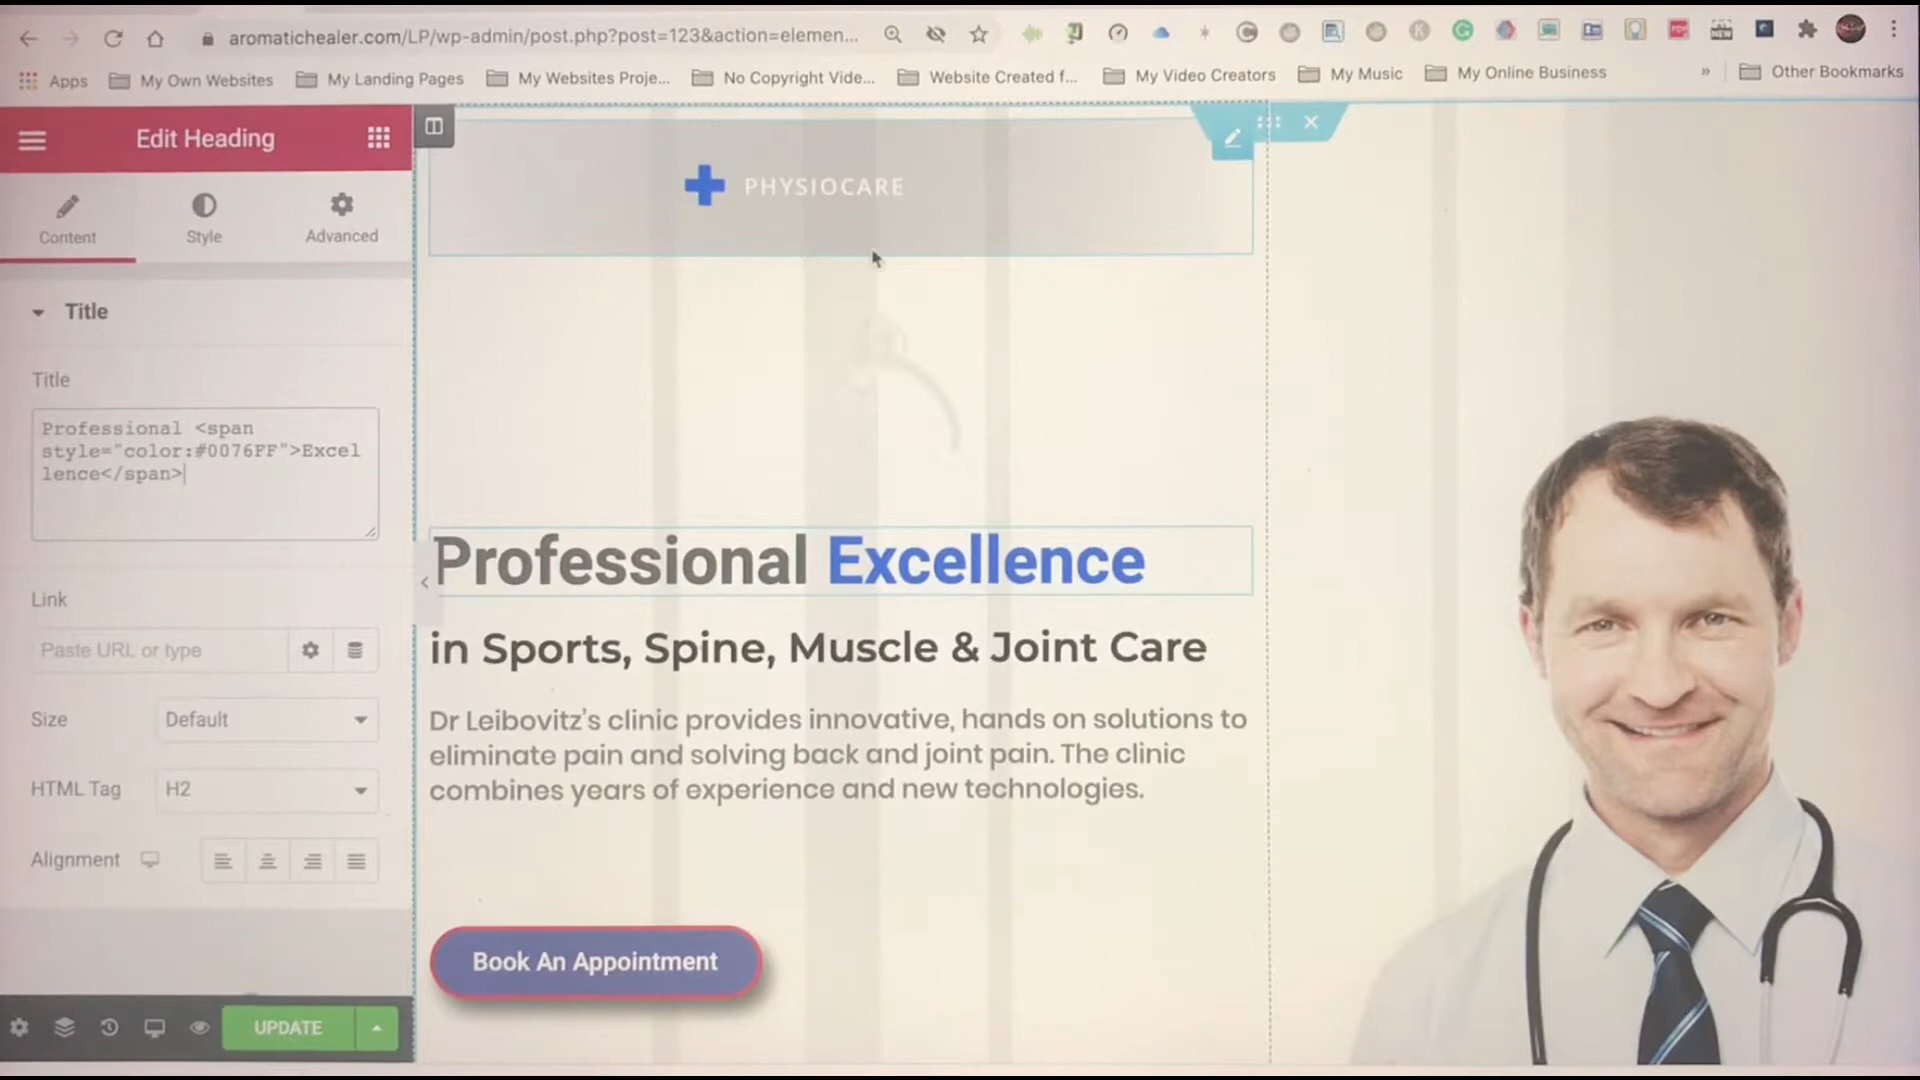 aromatichealer.com/LP/wp-admin/post.php?post=123&action=elemen...
Apps
My Own Websites
My Landing Pages
My Websites Proje...
No Copyright Vide...
Website Created f...
My Video Creators
My Music
My Online Business
»
Other Bookmarks
Edit Heading
Content
Style
Advanced
Title
Title
Professional <span
style="color:#0076FF">Excel
lence</span>
Link
Paste URL or type
Size
Default
HTML Tag
H2
Alignment
UPDATE
PHYSIOCARE
Professional Excellence
in Sports, Spine, Muscle & Joint Care
Dr Leibovitz's clinic provides innovative, hands on solutions to
eliminate pain and solving back and joint pain. The clinic
combines years of experience and new technologies.
Book An Appointment